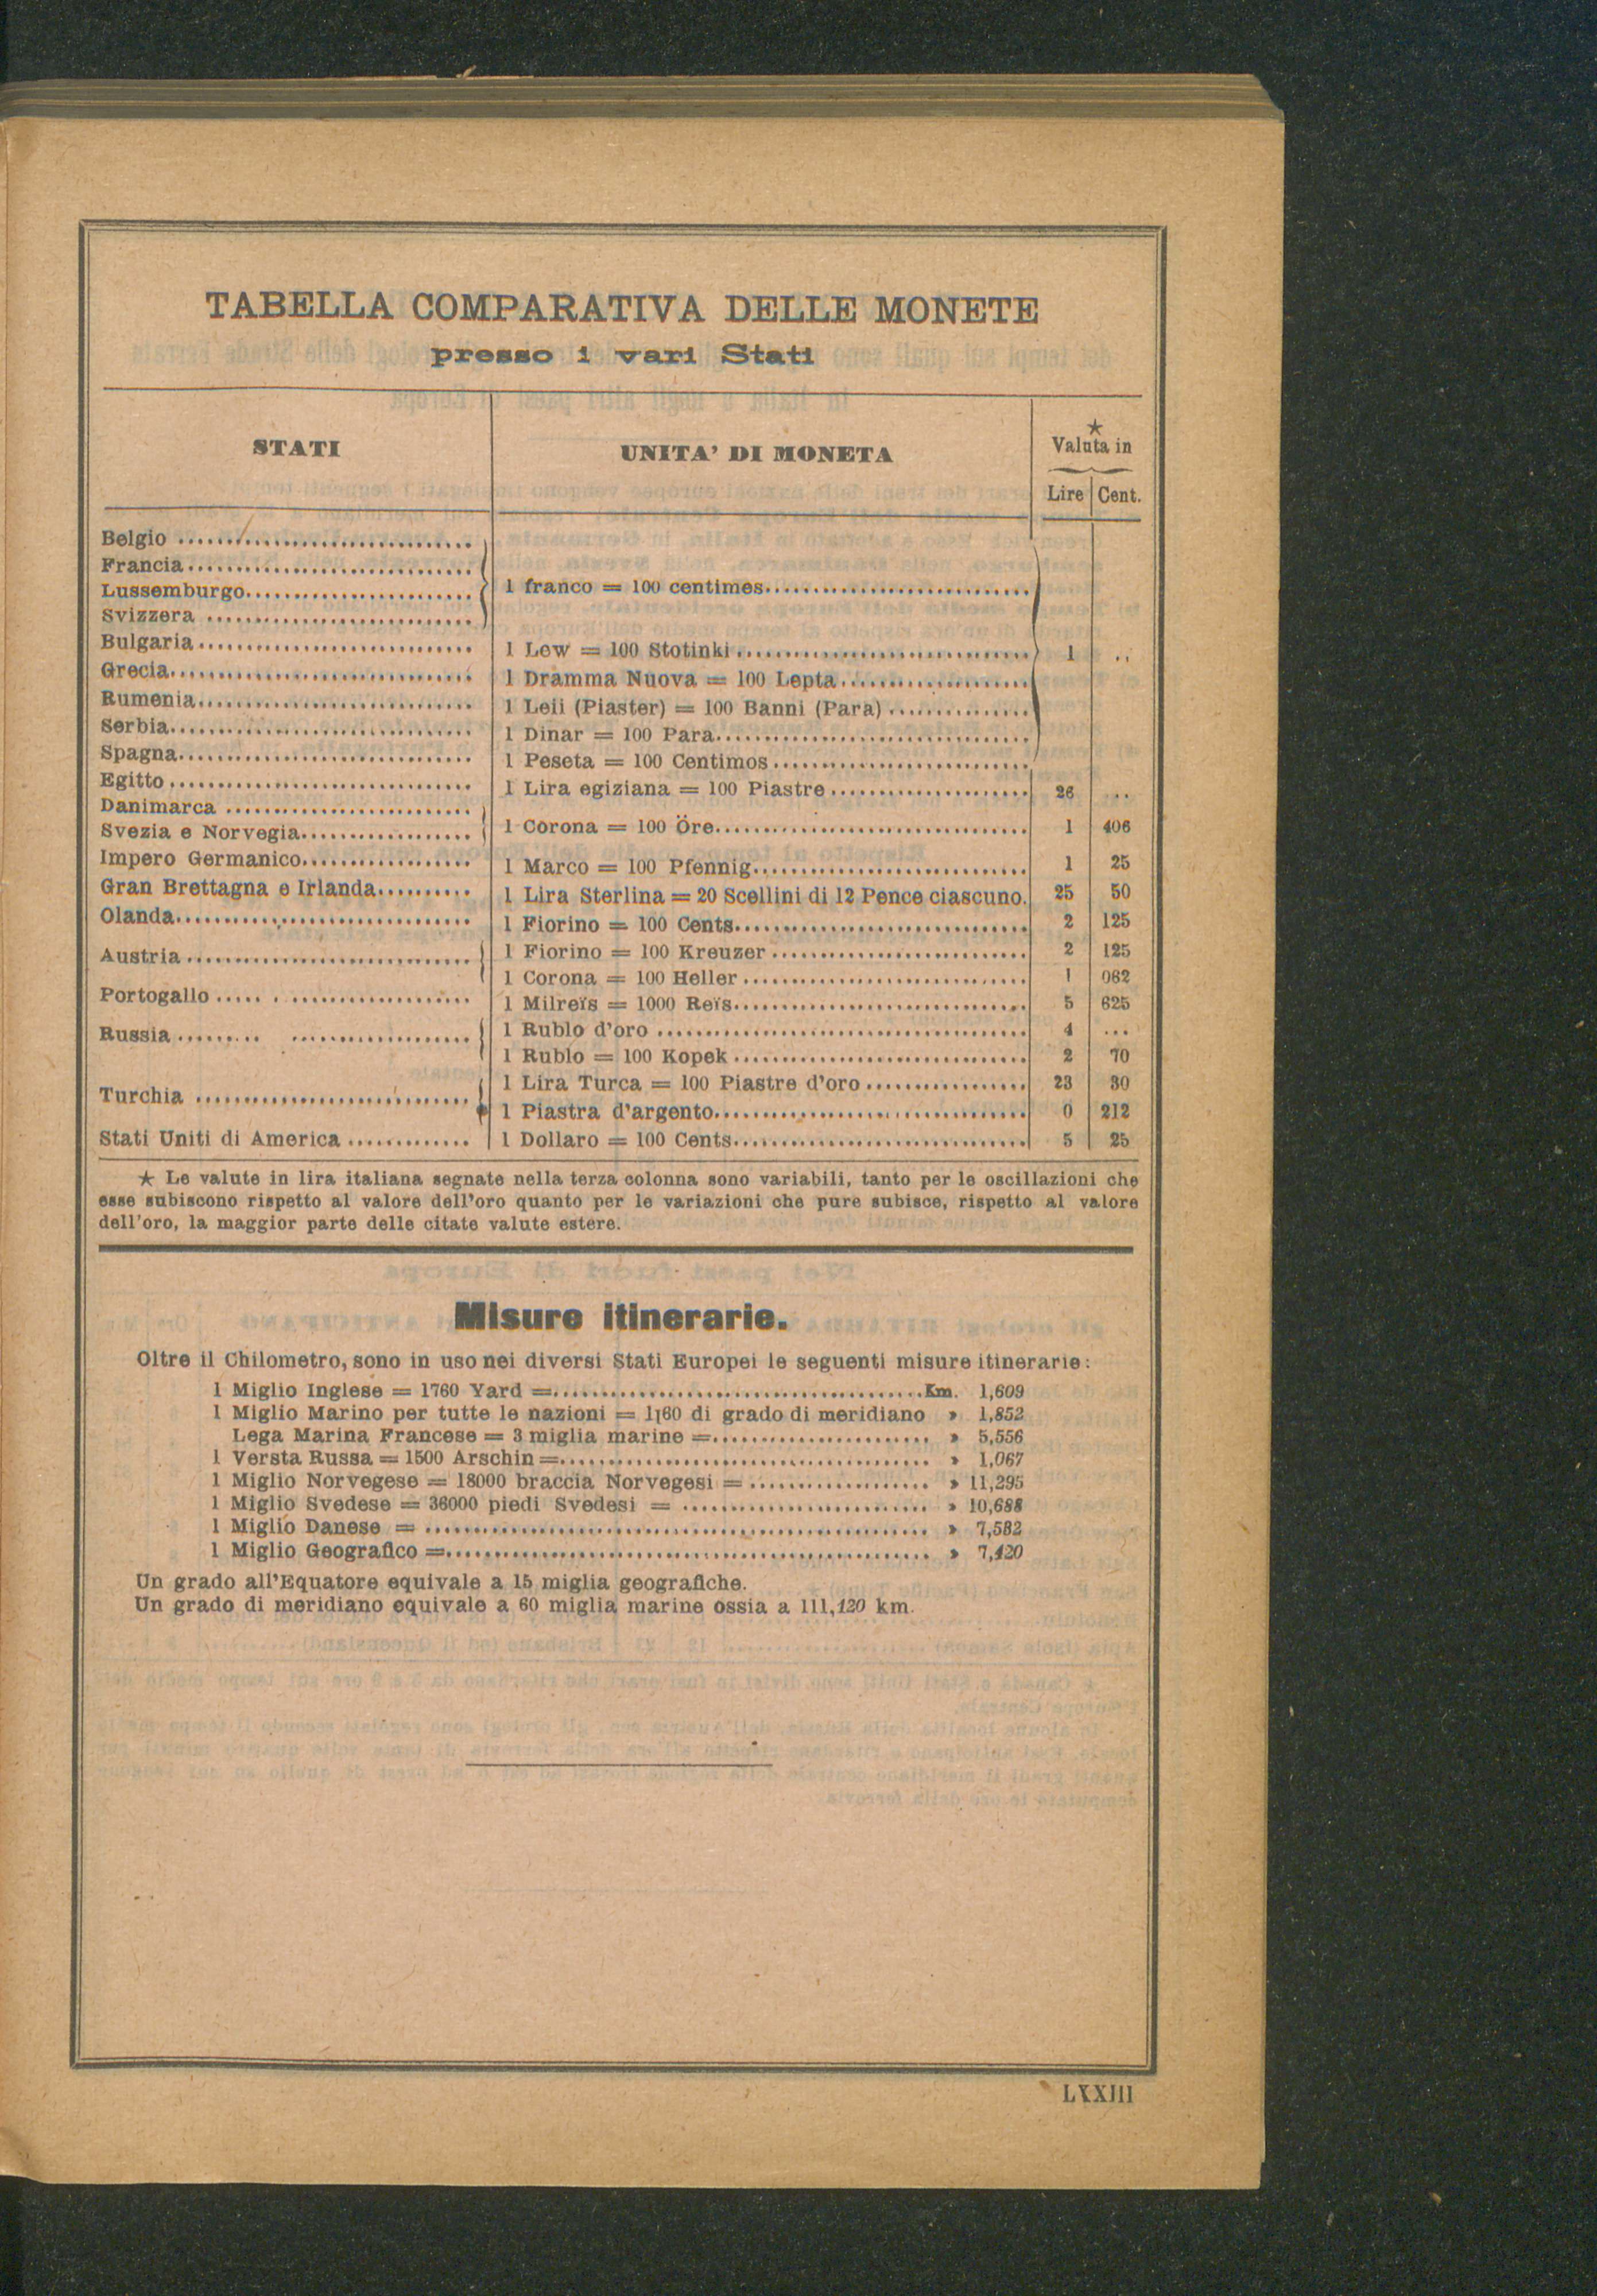 TABELLA COMPARATIVA DELLE MONETE
presso i vari Stati
STATI UNITA' DI MONETA ★ Valuta in
Lire Cent.
Belgio
Francia
Lussemburgo
Svizzera
1 franco = 100 centimes
Bulgaria 1 Lew = 100 Stotinki 1 ..
Grecia 1 Dramma Nuova = 100 Lepta
Rumenia 1 Leii (Piaster) = 100 Banni (Para)
Serbia 1 Dinar = 100 Para
Spagna 1 Peseta = 100 Centimos
Egitto 1 Lira egiziana = 100 Piastre 26 ..
Danimarca
Svezia e Norvegia 1 Corona = 100 Öre 1 406
Impero Germanico 1 Marco = 100 Pfennig 1 25
Gran Brettagna e Irlanda 1 Lira Sterlina = 20 Scellini di 12 Pence ciascuno. 25 50
Olanda 1 Fiorino = 100 Cents 2 125
Austria 1 Fiorino = 100 Kreuzer 2 125
1 Corona = 100 Heller 1 062
Portogallo 1 Milreïs = 1000 Reïs 5 625
Russia 1 Rublo d'oro 4 ...
1 Rublo = 100 Kopek 2 70
Turchia 1 Lira Turca = 100 Piastre d'oro 23 30
1 Piastra d'argento 0 212
Stati Uniti di America 1 Dollaro = 100 Cents 5 25
★ Le valute in lira italiana segnate nella terza colonna sono variabili, tanto per le oscillazioni che
esse subiscono rispetto al valore dell'oro quanto per le variazioni che pure subisce, rispetto al valore
dell'oro, la maggior parte delle citate valute estere.
Misure itinerarie.
Oltre il Chilometro, sono in uso nei diversi Stati Europei le seguenti misure itinerarie:
1 Miglio Inglese = 1760 Yard = Km. 1,609
1 Miglio Marino per tutte le nazioni = 1|60 di grado di meridiano » 1,852
Lega Marina Francese = 3 miglia marine = » 5,556
1 Versta Russa = 1500 Arschin = » 1,067
1 Miglio Norvegese = 18000 braccia Norvegesi = » 11,295
1 Miglio Svedese = 36000 piedi Svedesi = » 10,688
1 Miglio Danese = » 7,582
1 Miglio Geografico = » 7,420
Un grado all'Equatore equivale a 15 miglia geografiche.
Un grado di meridiano equivale a 60 miglia marine ossia a 111,120 km.
LXXIII